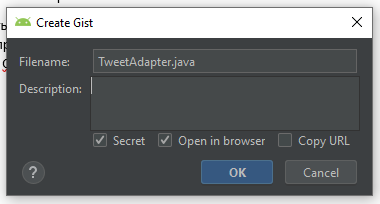 Create Gist
Filename: TweetAdapter.java
Description:
Secret Open in browser Copy URL
? OK Cancel